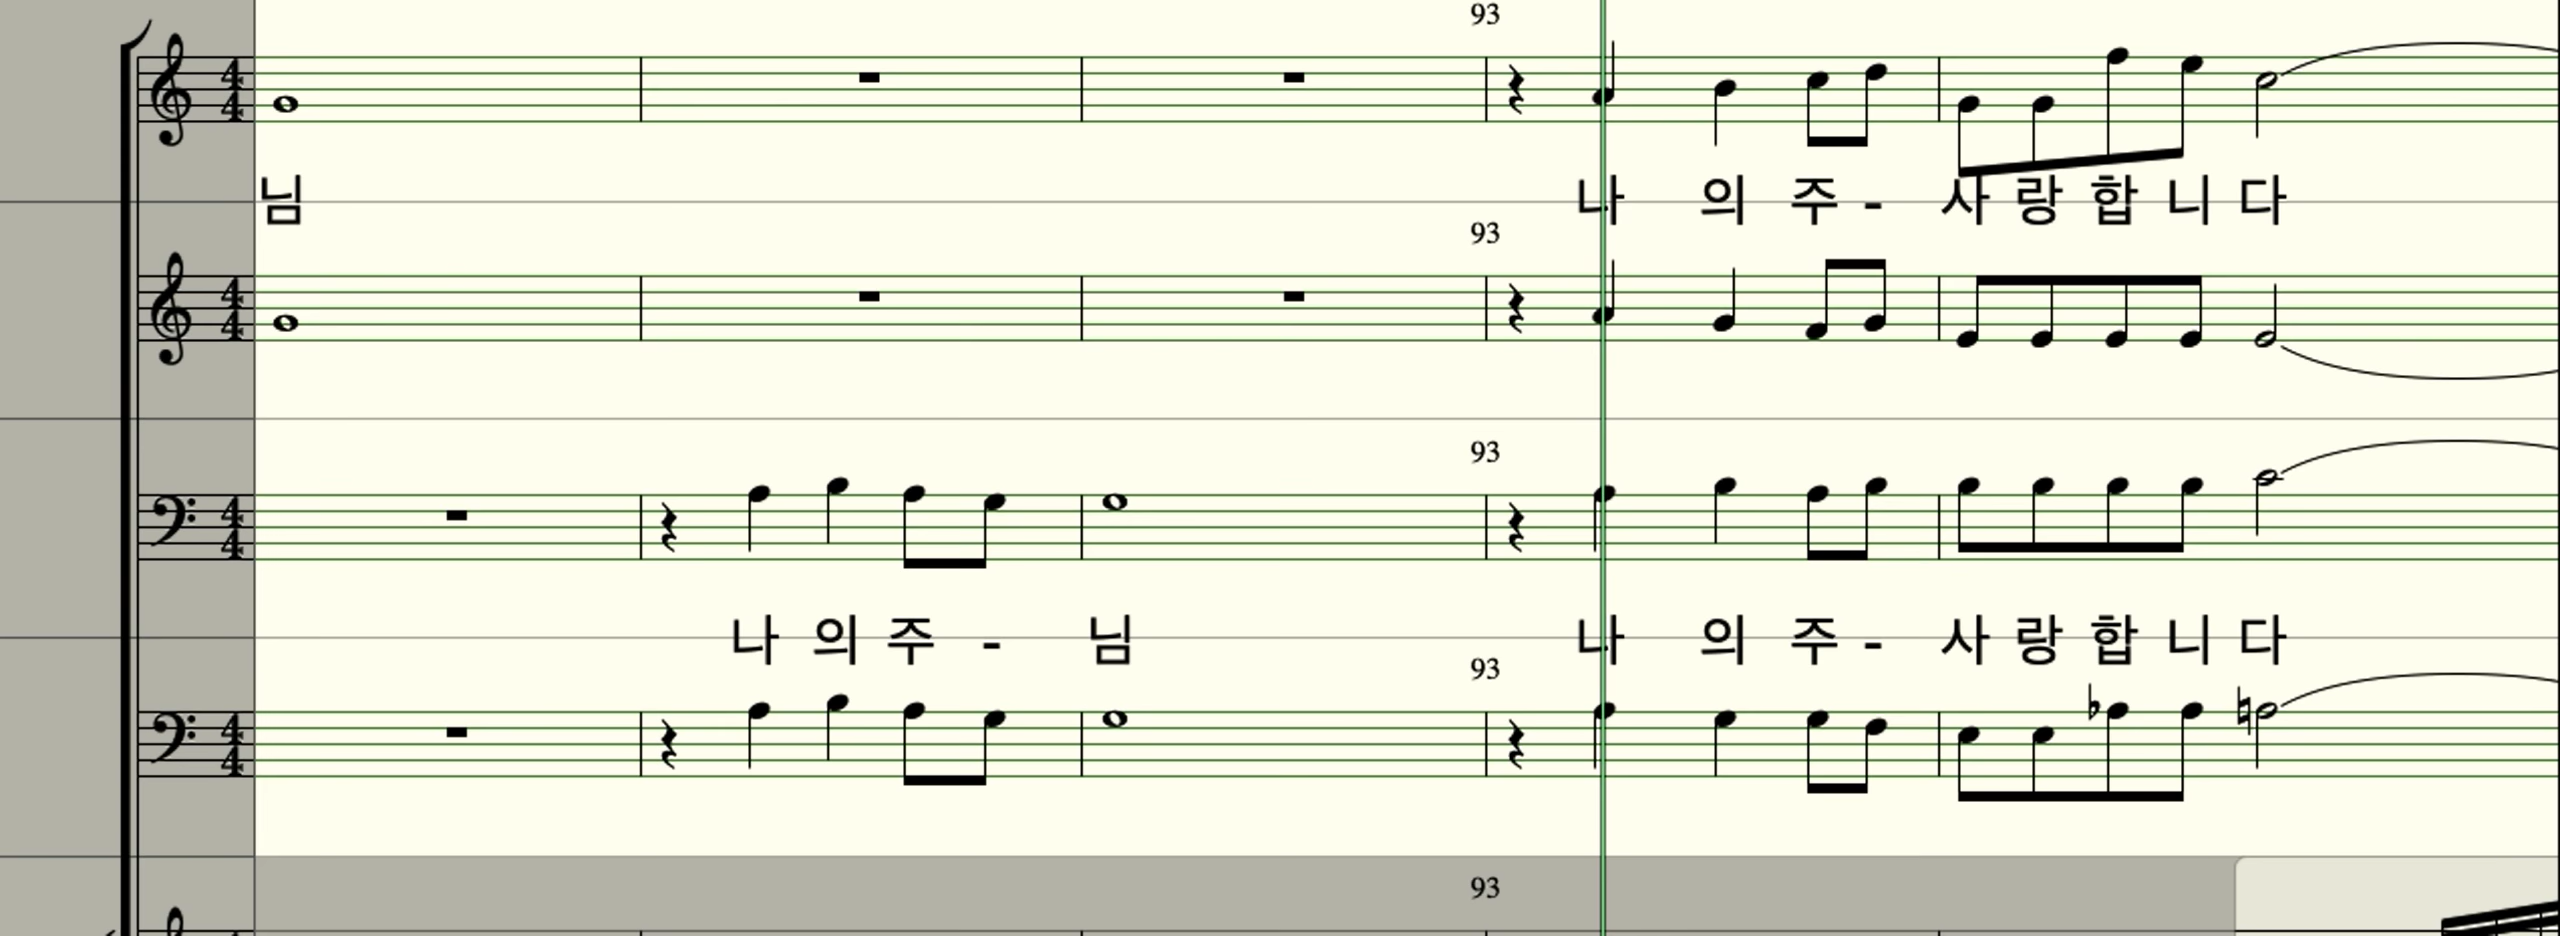 93
님 나 의 주 - 사 랑 합 니 다
93
93
나 의 주 - 님 나 의 주 - 사 랑 합 니 다
93
93